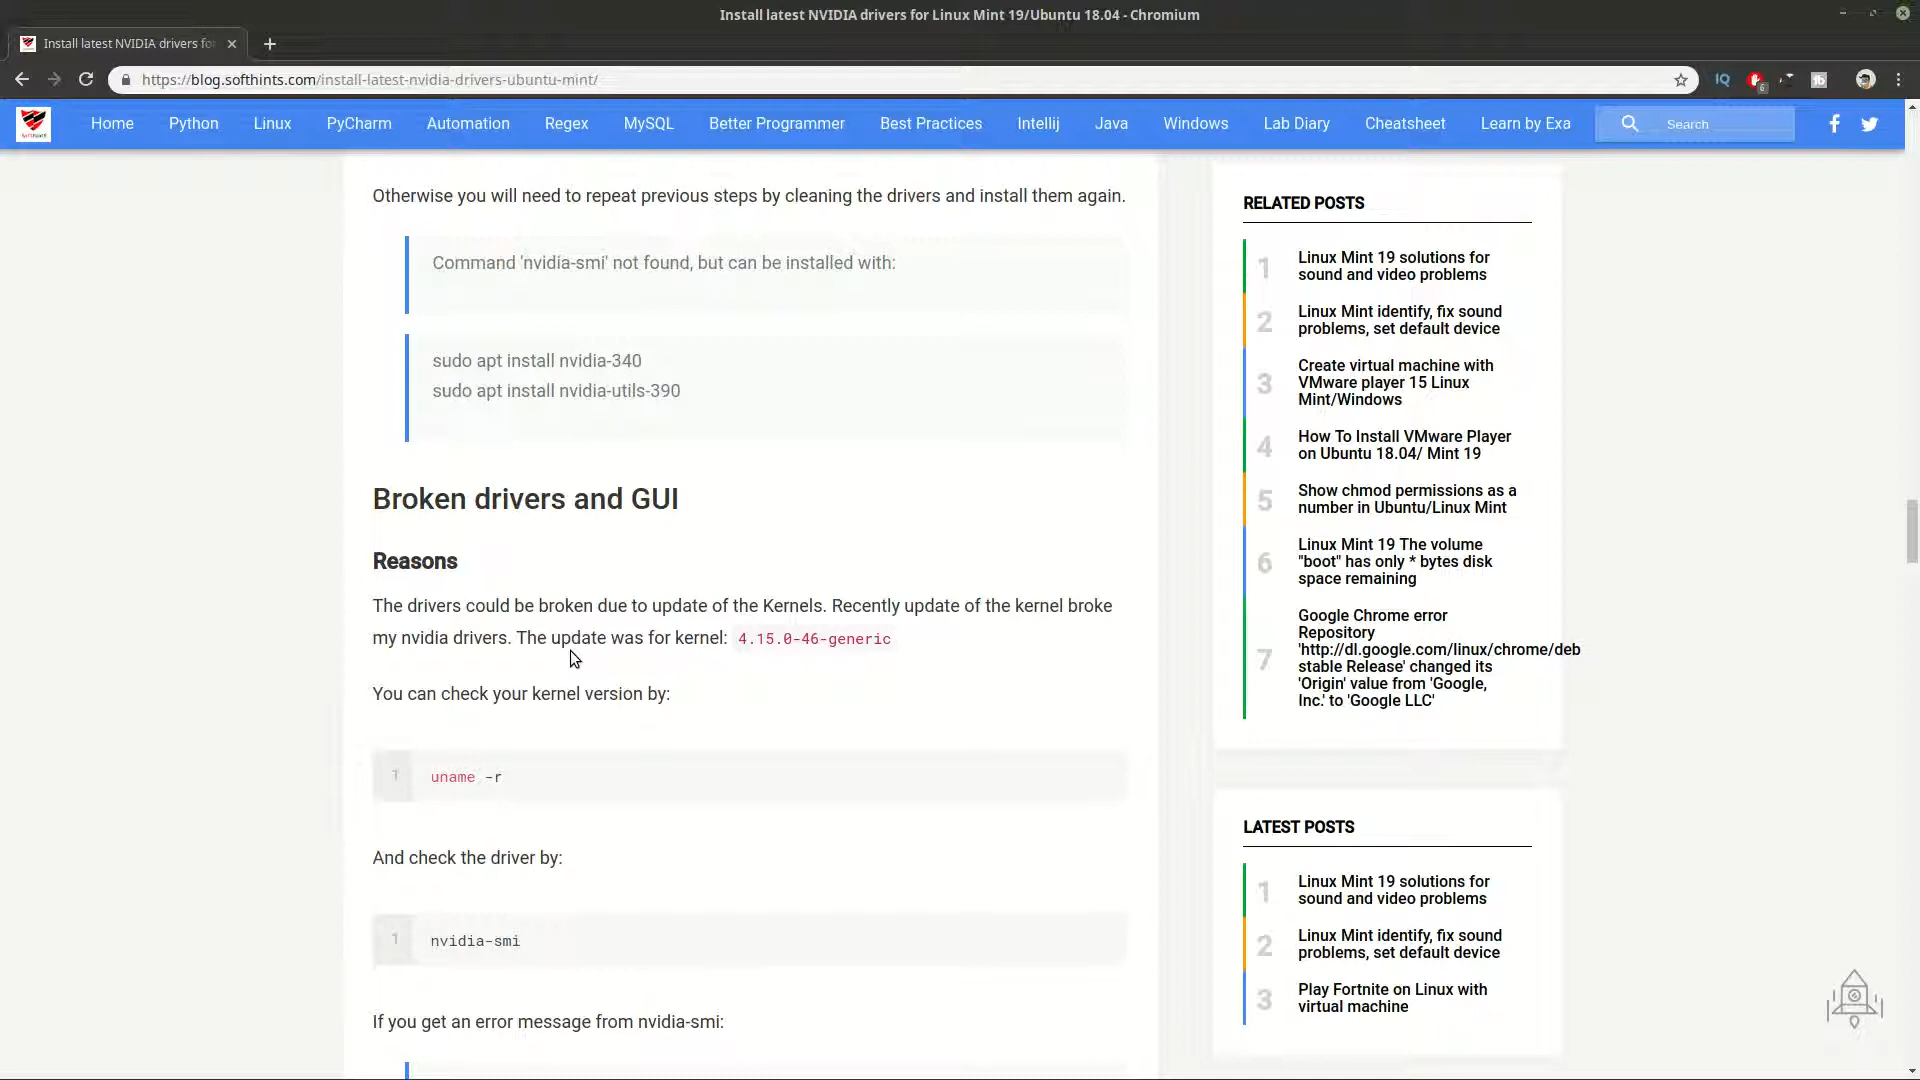 Install latest NVIDIA drivers for Linux Mint 19/Ubuntu 18.04 - Chromium
Install latest NVIDIA drivers fo
https://blog.softhints.com/install-latest-nvidia-drivers-ubuntu-mint/
IQ
6
Home Python Linux PyCharm Automation Regex MySQL Better Programmer Best Practices Intellij Java Windows Lab Diary Cheatsheet Learn by Exa Search
Otherwise you will need to repeat previous steps by cleaning the drivers and install them again.
Command 'nvidia-smi' not found, but can be installed with:
sudo apt install nvidia-340
sudo apt install nvidia-utils-390
Broken drivers and GUI
Reasons
The drivers could be broken due to update of the Kernels. Recently update of the kernel broke
my nvidia drivers. The update was for kernel: 4.15.0-46-generic
You can check your kernel version by:
1 uname -r
And check the driver by:
1 nvidia-smi
If you get an error message from nvidia-smi:
RELATED POSTS
1
Linux Mint 19 solutions for
sound and video problems
2
Linux Mint identify, fix sound
problems, set default device
3
Create virtual machine with
VMware player 15 Linux
Mint/Windows
4
How To Install VMware Player
on Ubuntu 18.04/ Mint 19
5
Show chmod permissions as a
number in Ubuntu/Linux Mint
6
Linux Mint 19 The volume
"boot" has only * bytes disk
space remaining
7
Google Chrome error
Repository
'http://dl.google.com/linux/chrome/deb
stable Release' changed its
'Origin' value from 'Google,
Inc.' to 'Google LLC'
LATEST POSTS
1
Linux Mint 19 solutions for
sound and video problems
2
Linux Mint identify, fix sound
problems, set default device
3
Play Fortnite on Linux with
virtual machine